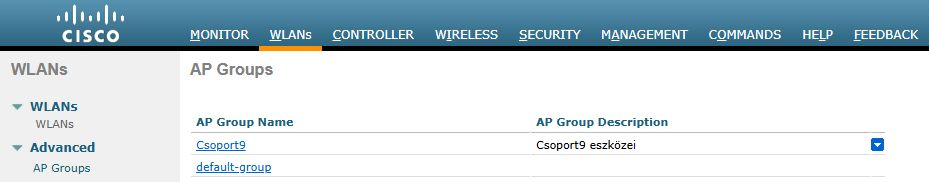 CISCO
MONITOR WLANs CONTROLLER WIRELESS SECURITY MANAGEMENT COMMANDS HELP FEEDBACK
WLANs
AP Groups
WLANs
WLANs
Advanced
AP Groups
AP Group Name AP Group Description
Csoport9 Csoport9 eszközei
default-group